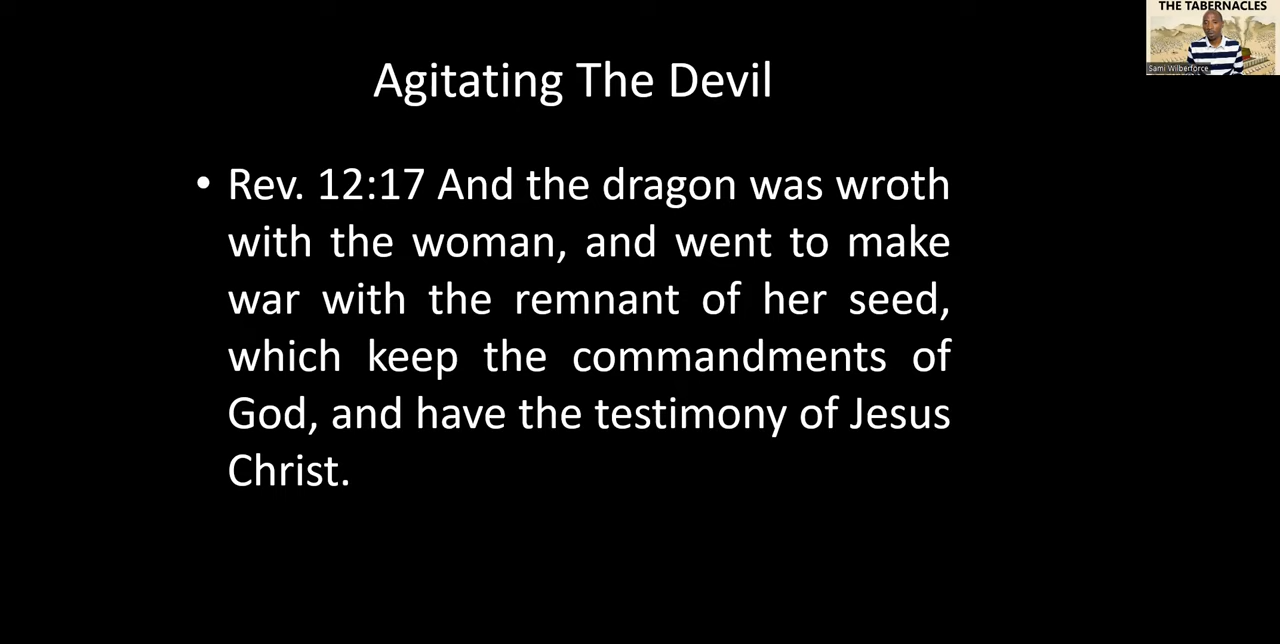 THE TABERNACLES
Sami Wilberforce
Agitating The Devil
• Rev. 12:17 And the dragon was wroth
with the woman, and went to make
war with the remnant of her seed,
which keep the commandments of
God, and have the testimony of Jesus
Christ.